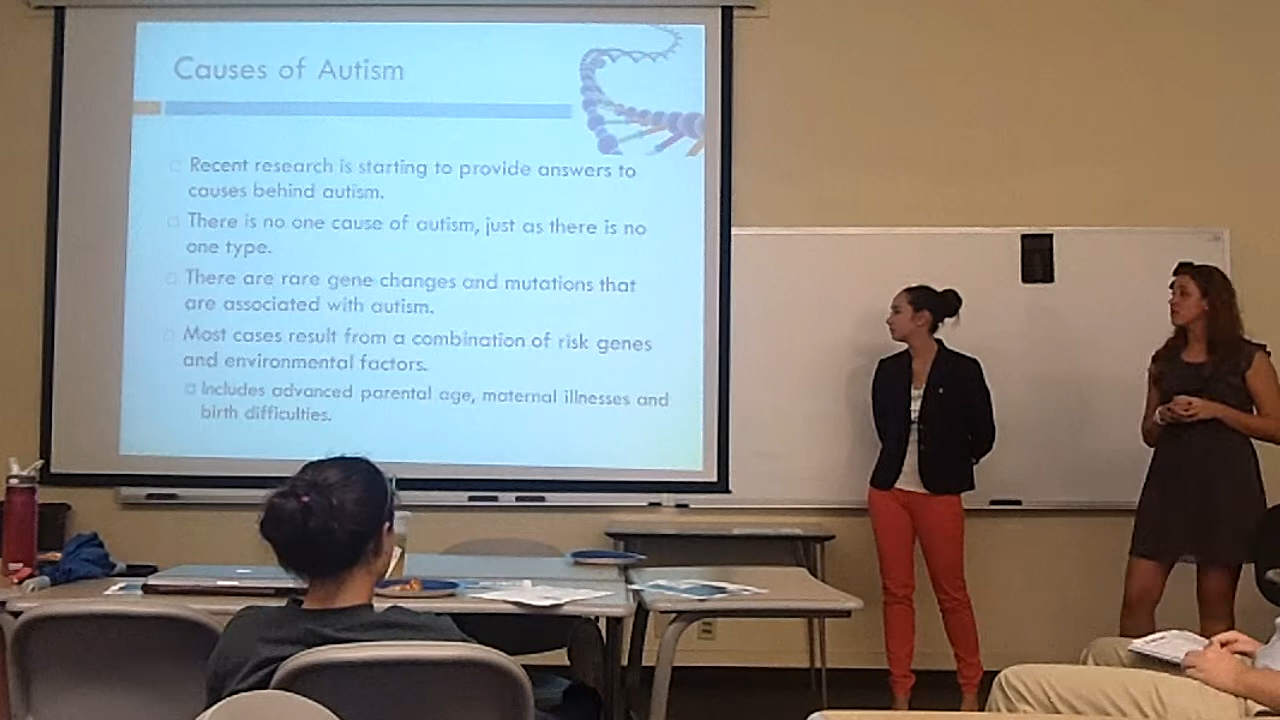 Causes of Autism
Recent research is starting to provide answers to
causes behind autism.
There is no one cause of autism, just as there is no
one type.
There are rare gene changes and mutations that
are associated with autism.
Most cases result from a combination of risk genes
and environmental factors.
Includes advanced parental age, maternal illnesses and
birth difficulties.